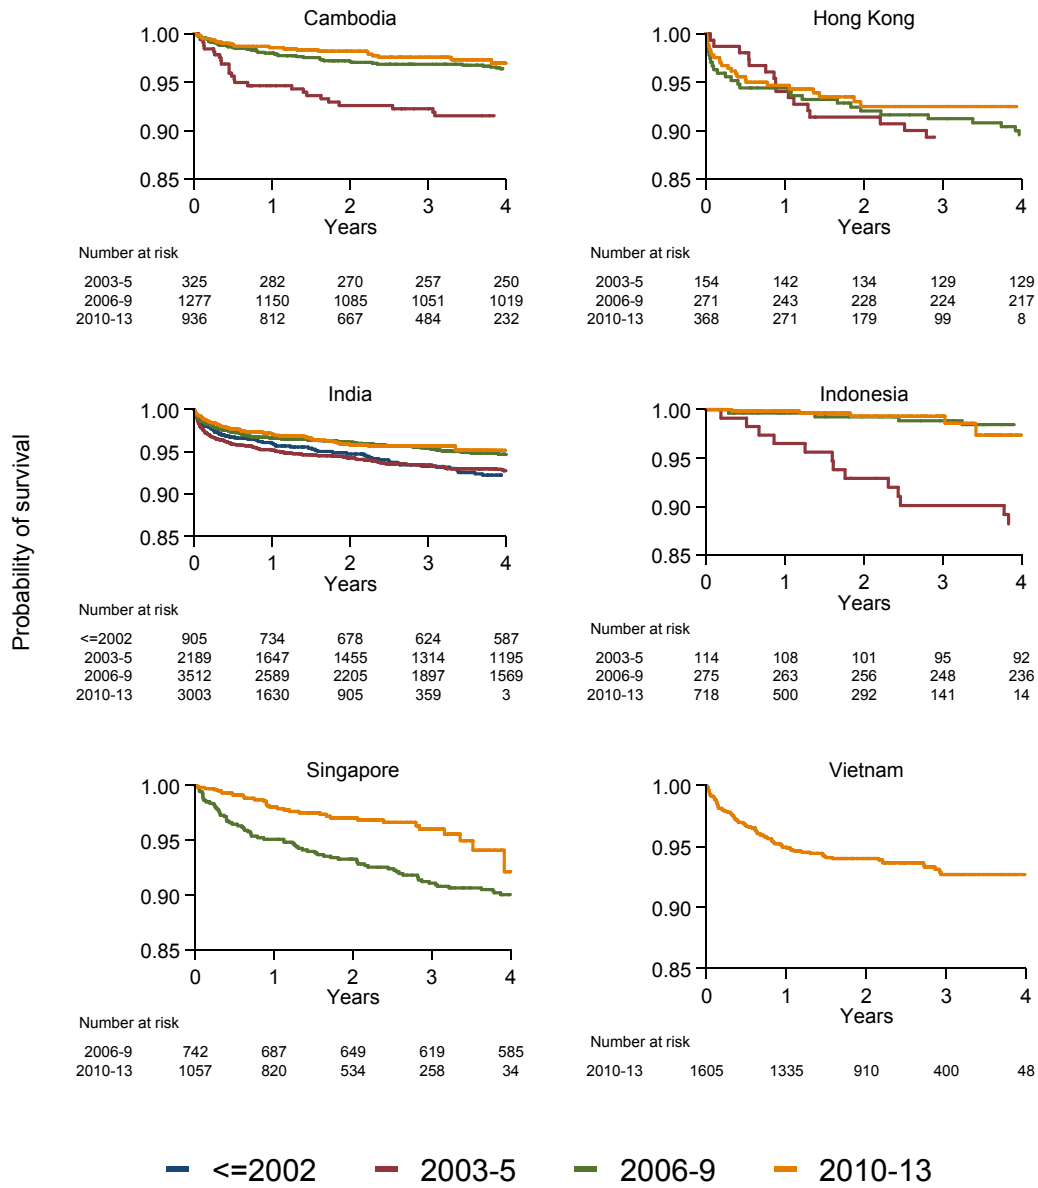 Probability of survival
Cambodia
1.00
0.95
0.90
0.85
0 1 2 3 4
Years
Number at risk
2003-5 325 282 270 257 250
2006-9 1277 1150 1085 1051 1019
2010-13 936 812 667 484 232
Hong Kong
1.00
0.95
0.90
0.85
0 1 2 3 4
Years
Number at risk
2003-5 154 142 134 129 129
2006-9 271 243 228 224 217
2010-13 368 271 179 99 8
India
1.00
0.95
0.90
0.85
0 1 2 3 4
Years
Number at risk
<=2002 905 734 678 624 587
2003-5 2189 1647 1455 1314 1195
2006-9 3512 2589 2205 1897 1569
2010-13 3003 1630 905 359 3
Indonesia
1.00
0.95
0.90
0.85
0 1 2 3 4
Years
Number at risk
2003-5 114 108 101 95 92
2006-9 275 263 256 248 236
2010-13 718 500 292 141 14
Singapore
1.00
0.95
0.90
0.85
0 1 2 3 4
Years
Number at risk
2006-9 742 687 649 619 585
2010-13 1057 820 534 258 34
Vietnam
1.00
0.95
0.90
0.85
0 1 2 3 4
Years
Number at risk
2010-13 1605 1335 910 400 48
<=2002 2003-5 2006-9 2010-13